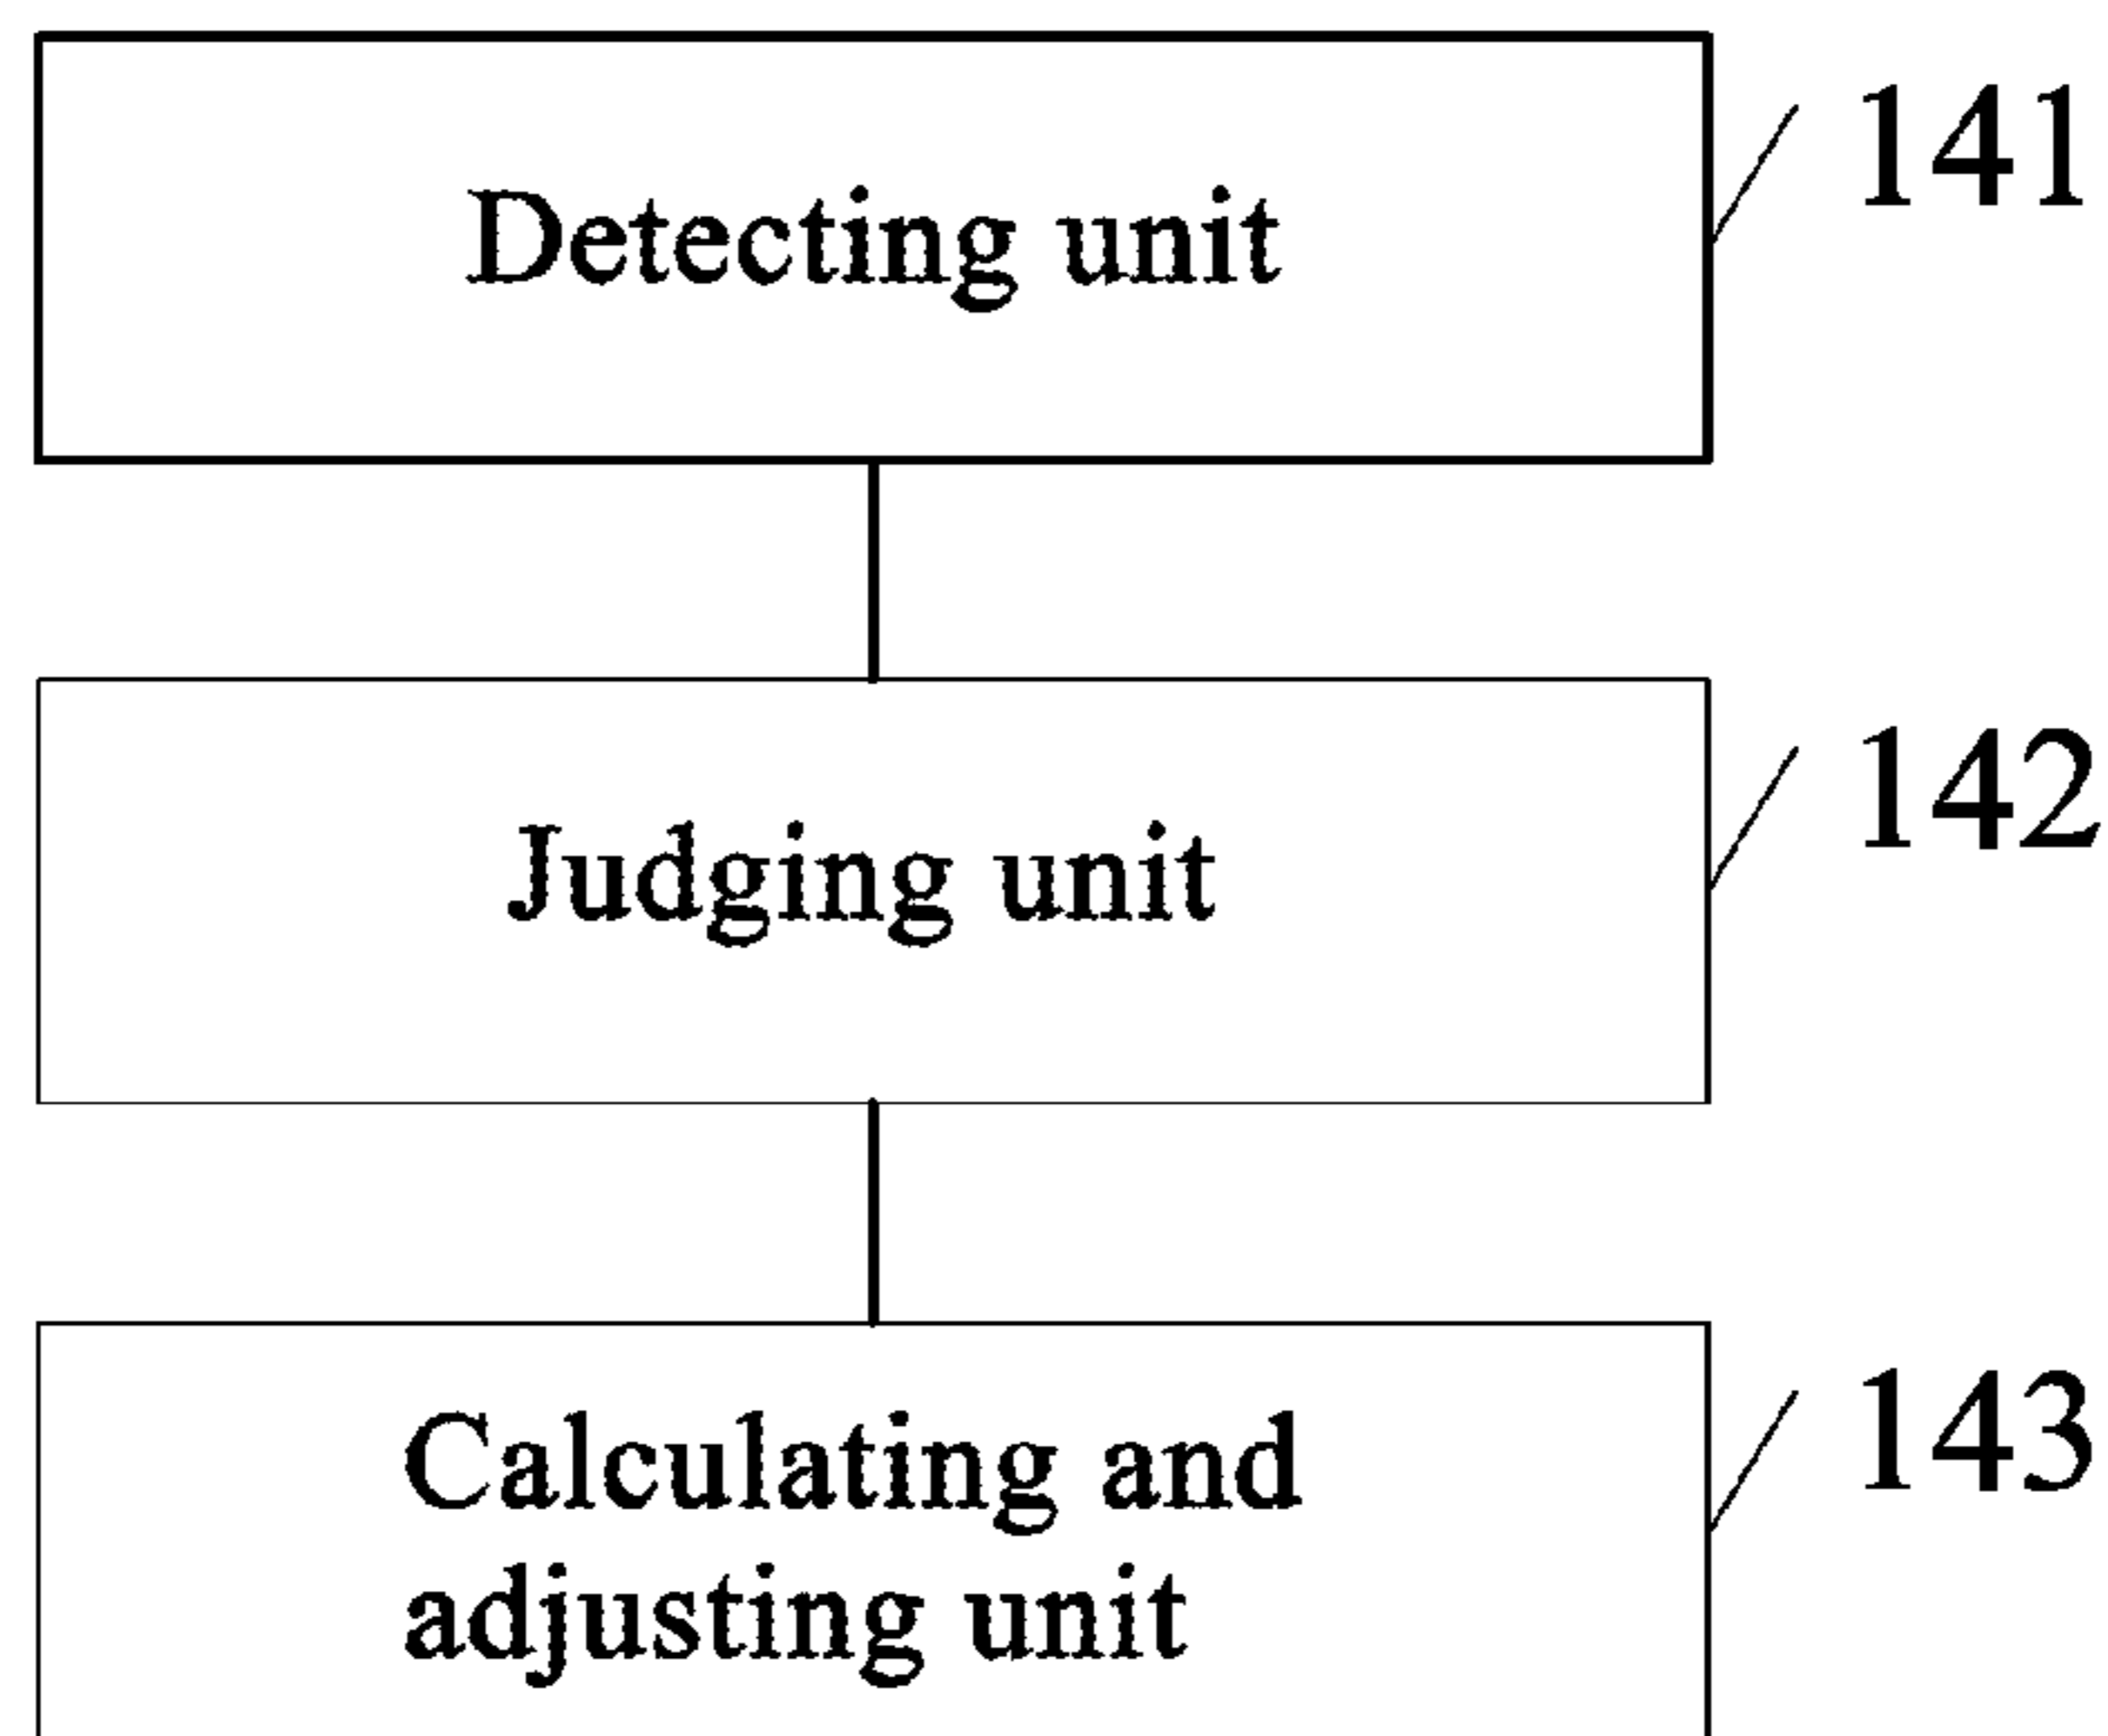 Detecting unit
141
Judging unit
142
Calculating and
adjusting unit
143